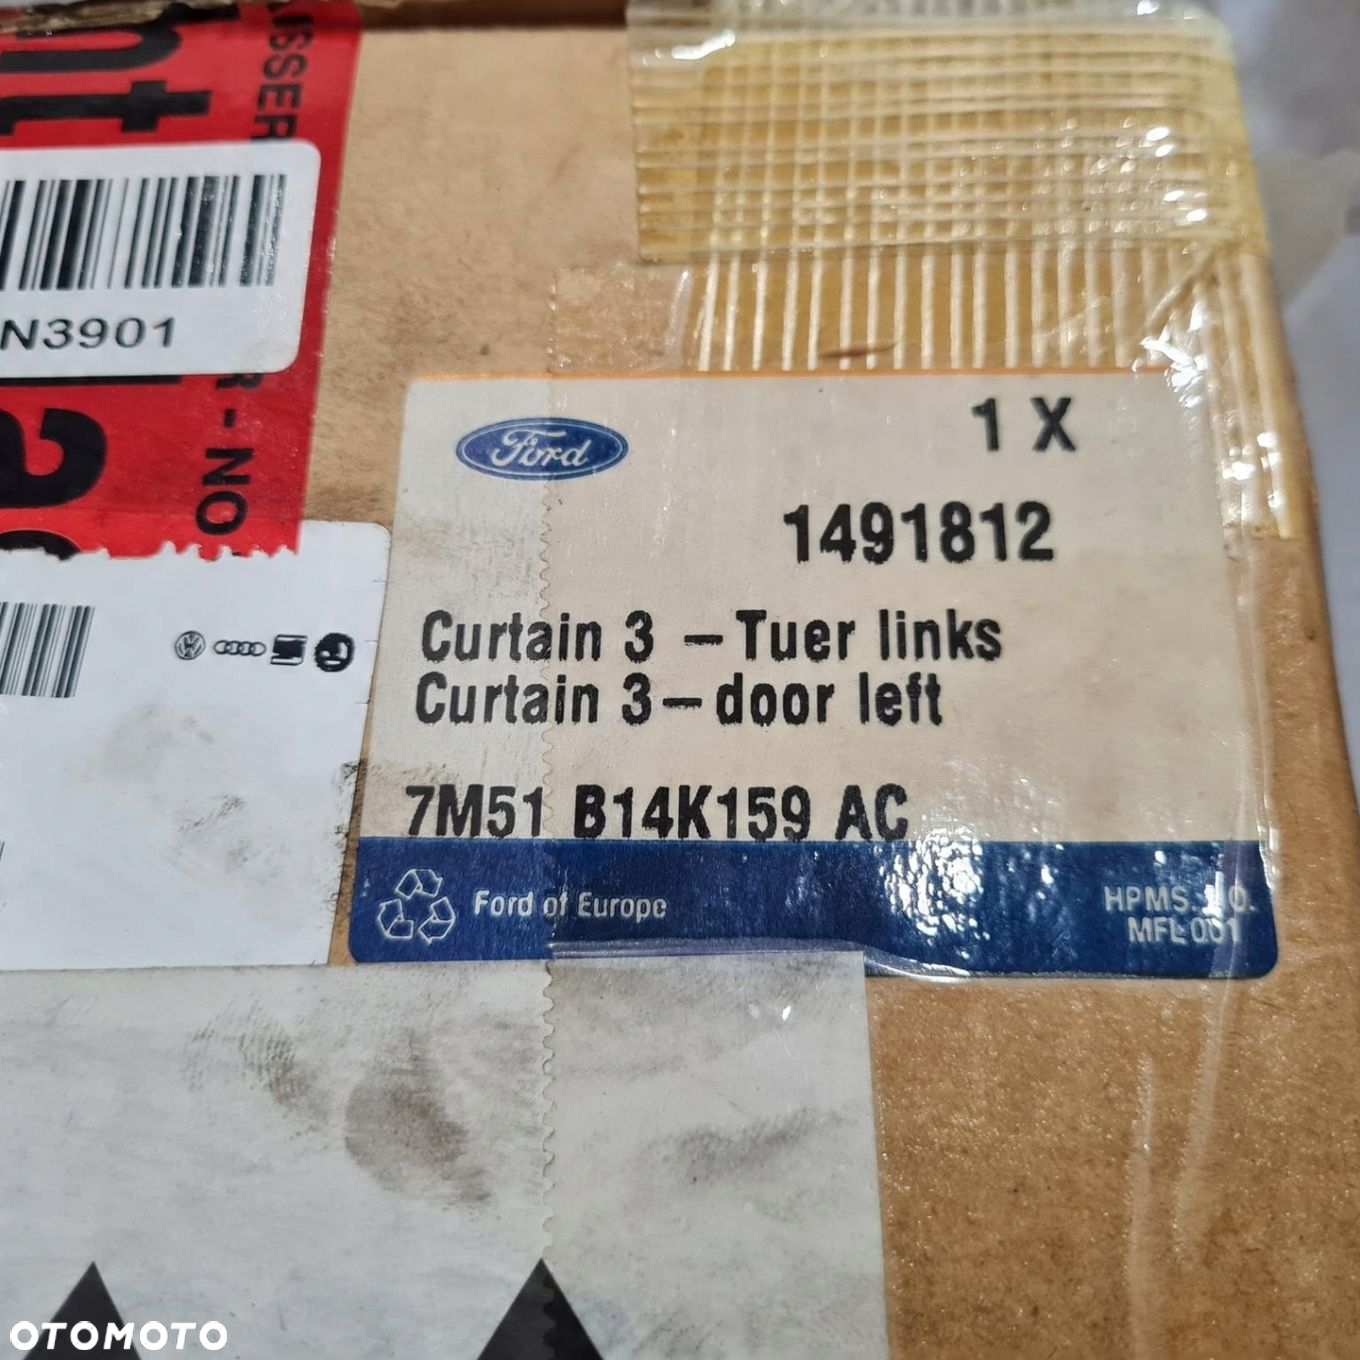 N3901
Ford
1 X
1491812
Curtain 3 – Tuer links
Curtain 3 – door left
7M51 B14K159 AC
Ford of Europe
HPMS.
MFL 001
OTOMOTO